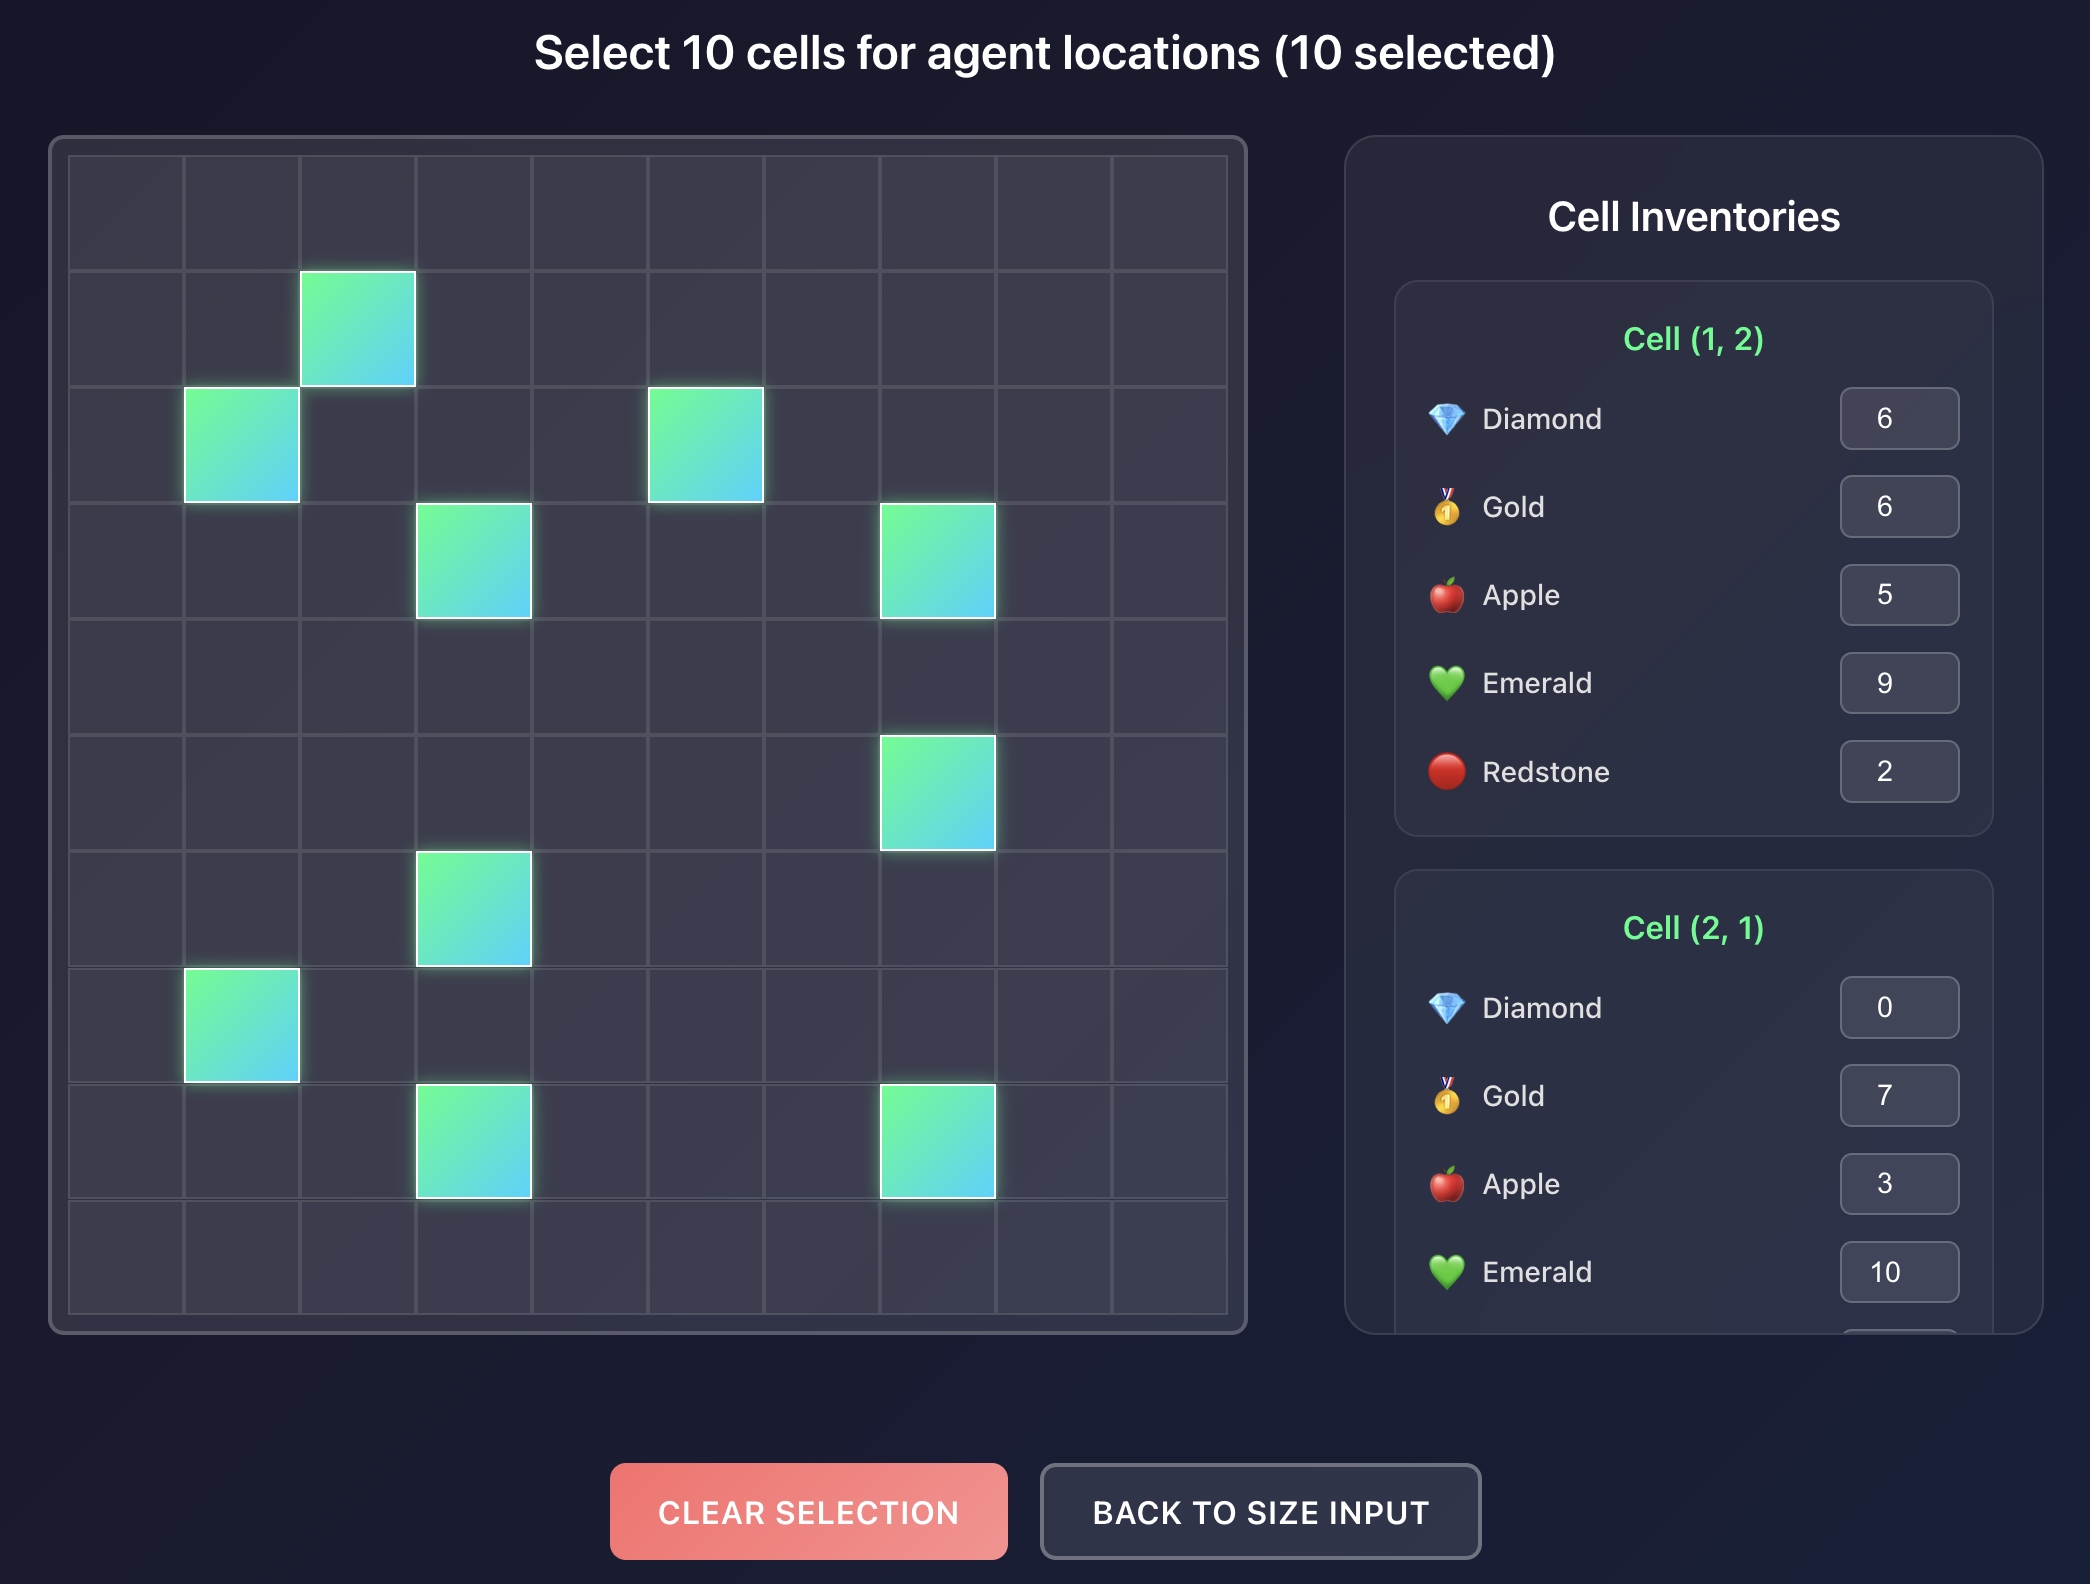 Select 10 cells for agent locations (10 selected)
Cell Inventories
Cell (1, 2)
Diamond 6
Gold 6
Apple 5
Emerald 9
Redstone 2
Cell (2, 1)
Diamond 0
Gold 7
Apple 3
Emerald 10
CLEAR SELECTION
BACK TO SIZE INPUT